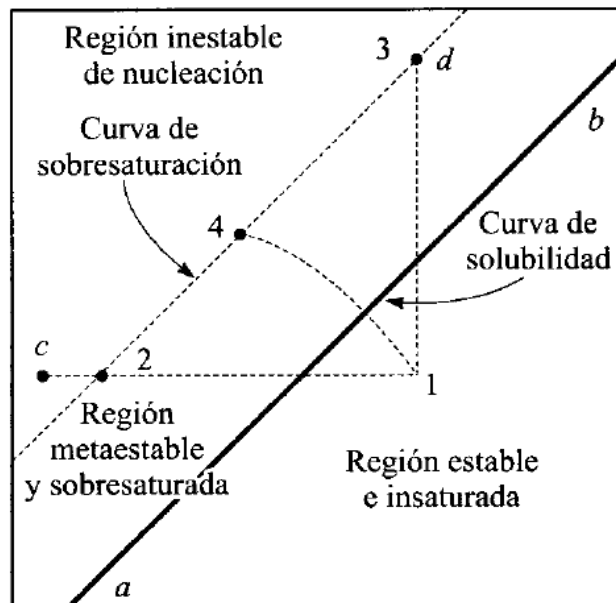 Región inestable
de nucleación
3
d
b
Curva de
sobresaturación
4
Curva de
solubilidad
c
2
1
Región
metaestable
y sobresaturada
Región estable
e insaturada
a